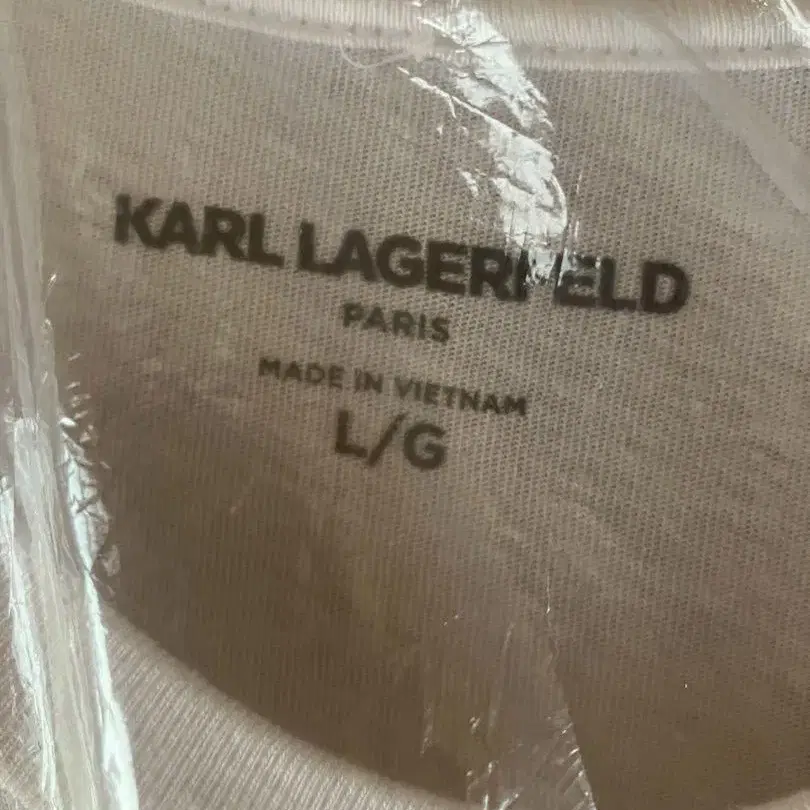 KARL LAGERFELD
PARIS
MADE IN VIETNAM
L/G